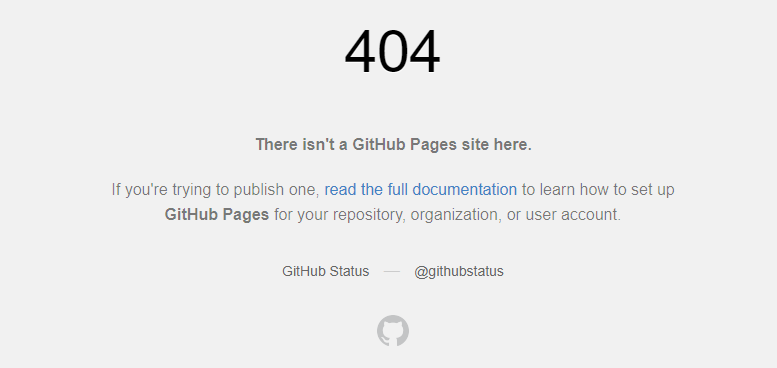 404
There isn't a GitHub Pages site here.
If you're trying to publish one, read the full documentation to learn how to set up
GitHub Pages for your repository, organization, or user account.
GitHub Status — @githubstatus